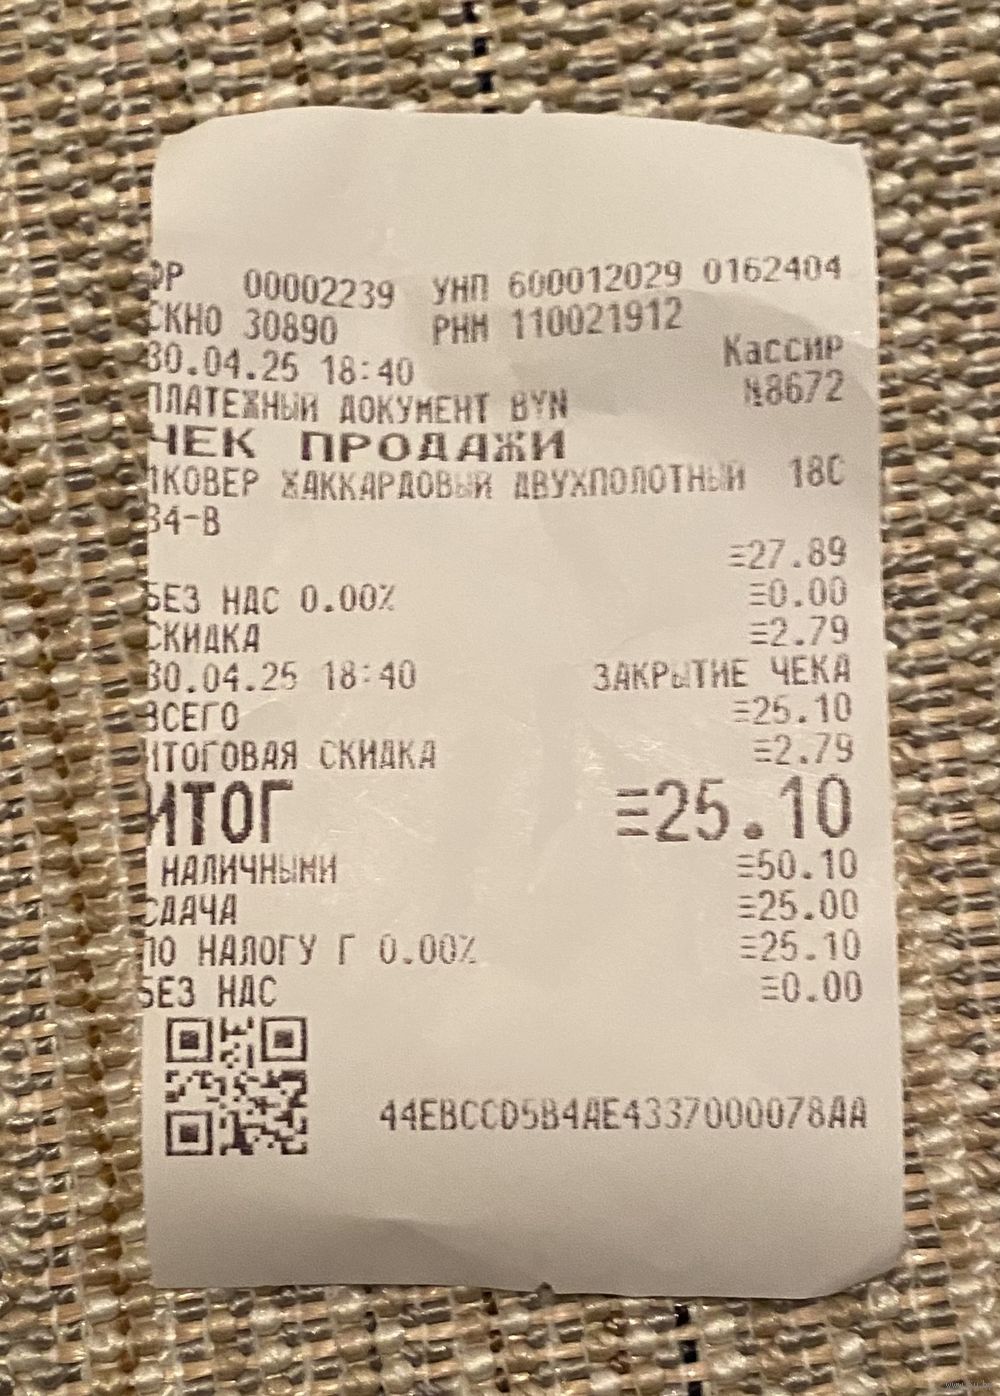 ФР 00002239 УНП 600012029 0162404
СКНО 30890 РНМ 110021912
30.04.25 18:40 Кассир
ПЛАТЕЖНЫЙ ДОКУМЕНТ BYN №8672
ЧЕК ПРОДАЖИ
1КОВЕР ЖАККАРДОВЫЙ ДВУХПОЛОТНЫЙ 18С
34-В
≡27.89
БЕЗ НДС 0.00% ≡0.00
СКИДКА ≡2.79
30.04.25 18:40 ЗАКРЫТИЕ ЧЕКА
ВСЕГО ≡25.10
ИТОГОВАЯ СКИДКА ≡2.79
ИТОГ ≡25.10
НАЛИЧНЫМИ ≡50.10
СДАЧА ≡25.00
ПО НАЛОГУ Г 0.00% ≡25.10
БЕЗ НДС ≡0.00
44EBCCD5B4AE4337000078AA